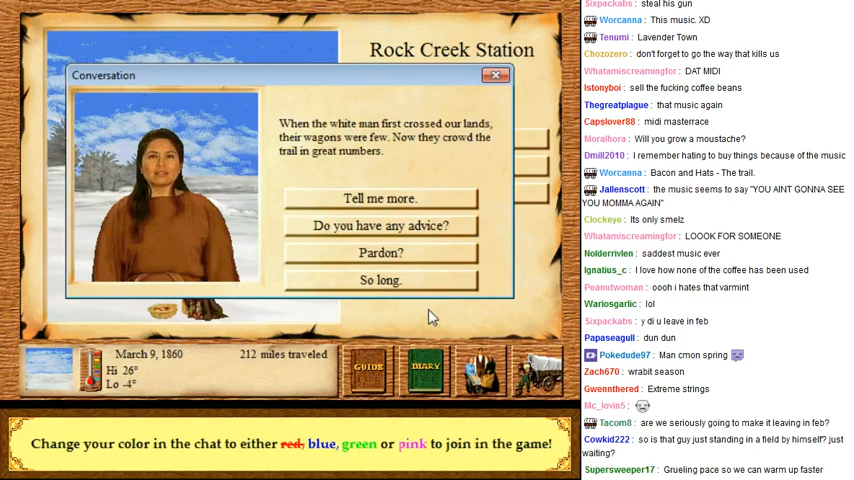 Rock Creek Station
Conversation
When the white man first crossed our lands,
their wagons were few. Now they crowd the
trail in great numbers.
Tell me more.
Do you have any advice?
Pardon?
So long.
March 9, 1860
212 miles traveled
Hi 26°
Lo -4°
GUIDE
DIARY
Change your color in the chat to either red, blue, green or pink to join in the game!
Sixpackabs: steal his gun
Worcanna: This music. XD
Tenumi: Lavender Town
Chozozero: don't forget to go the way that kills us
Whatamiscreamingfor: DAT MIDI
Istonyboi: sell the fucking coffee beans
Thegreatplague: that music again
Capslover88: midi masterrace
Moralhora: Will you grow a moustache?
Dmill2010: I remember hating to buy things because of the music
Worcanna: Bacon and Hats - The trail.
Jallenscott: the music seems to say "YOU AINT GONNA SEE
YOU MOMMA AGAIN"
Clockeye: Its only smelz
Whatamiscreamingfor: LOOOK FOR SOMEONE
Nolderrivlen: saddest music ever
Ignatius_c: I love how none of the coffee has been used
Peanutwoman: oooh i hates that varmint
Wariosgarlic: lol
Sixpackabs: y di u leave in feb
Papaseagull: dun dun
Pokedude97: Man cmon spring
Zach670: wrabit season
Gwennthered: Extreme strings
Mc_lovin5:
Tacom8: are we seriously going to make it leaving in feb?
Cowkid222: so is that guy just standing in a field by himself? just
waiting?
Supersweeper17: Grueling pace so we can warm up faster